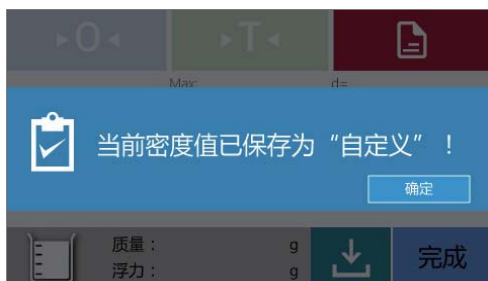 ▸0◂ ▸T◂
Max: d=
当前密度值已保存为“自定义”！
确定
质量： g
浮力： g
完成